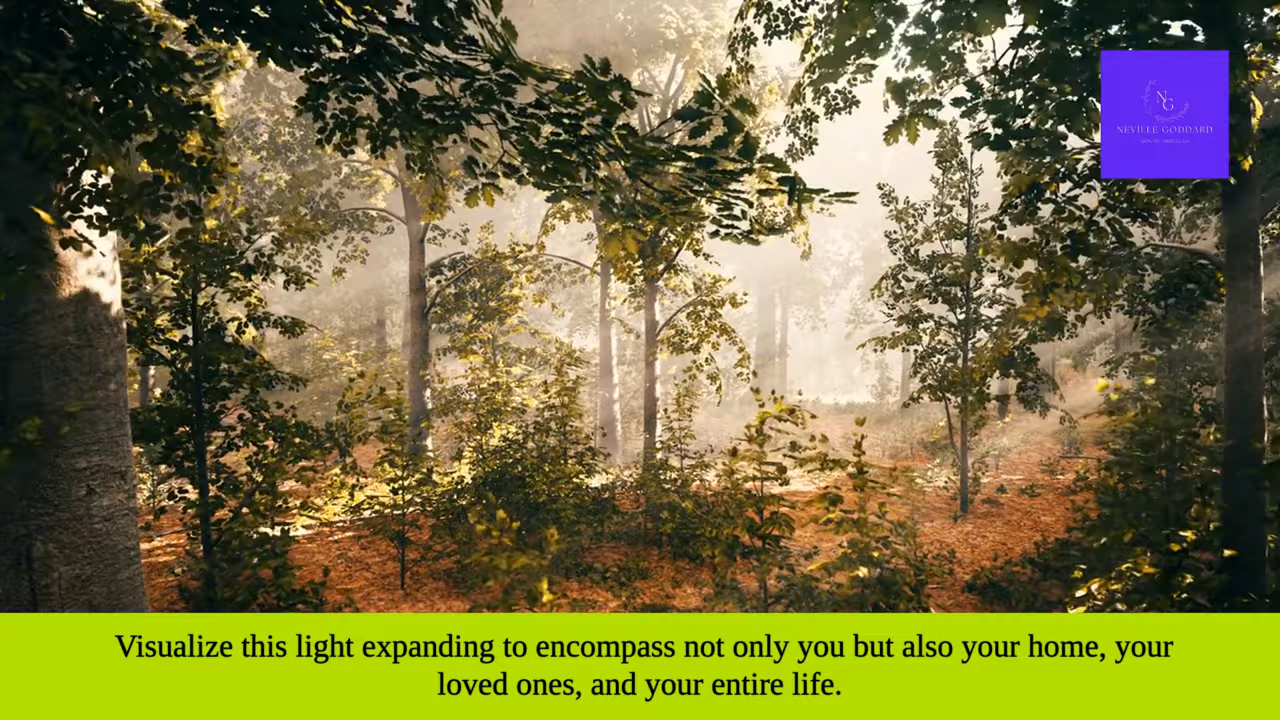 NG
NEVILLE GODDARD
Visualize this light expanding to encompass not only you but also your home, your
loved ones, and your entire life.